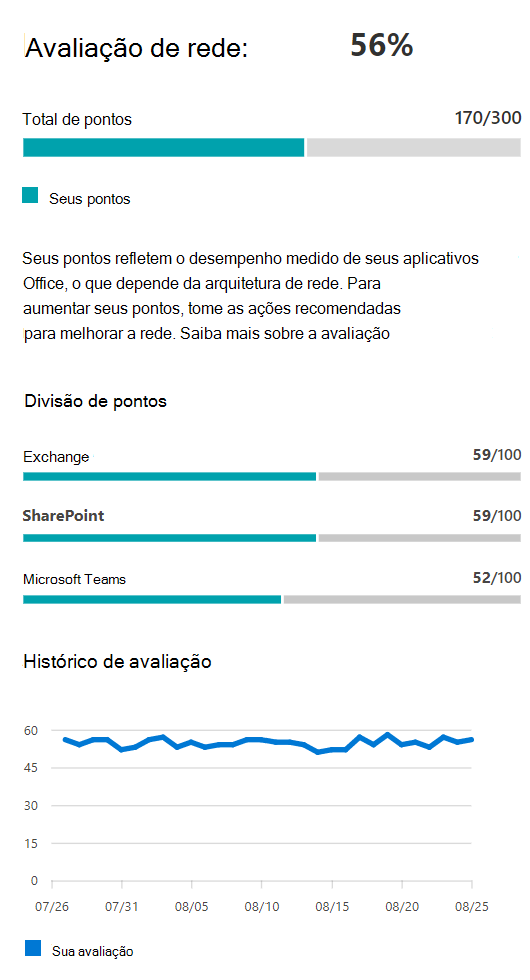 Avaliação de rede: 56%
Total de pontos 170/300
Seus pontos
Seus pontos refletem o desempenho medido de seus aplicativos
Office, o que depende da arquitetura de rede. Para
aumentar seus pontos, tome as ações recomendadas
para melhorar a rede. Saiba mais sobre a avaliação
Divisão de pontos
Exchange 59/100
SharePoint 59/100
Microsoft Teams 52/100
Histórico de avaliação
60
45
30
15
0
07/26 07/31 08/05 08/10 08/15 08/20 08/25
Sua avaliação